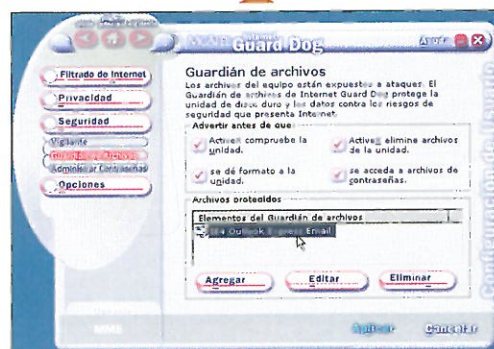 Guard Dog
Ayuda
Filtrado de Internet
Privacidad
Seguridad
Vigilante
Guardián de archivos
Administrar Contraseñas
Opciones
Guardián de archivos
Los archivos del equipo están expuestos a ataques. El
Guardián de archivos de Internet Guard Dog protege la
unidad de disco duro y los datos contra los riesgos de
seguridad que presenta Internet.
Advertir antes de que
ActiveX compruebe la
unidad.
ActiveX elimine archivos
de la unidad.
se dé formato a la
unidad.
se acceda a archivos de
contraseñas.
Archivos protegidos
Elementos del Guardián de archivos
IE4 Outlook Express Email
Agregar
Editar
Eliminar
MIME
Aplicar
Cancelar